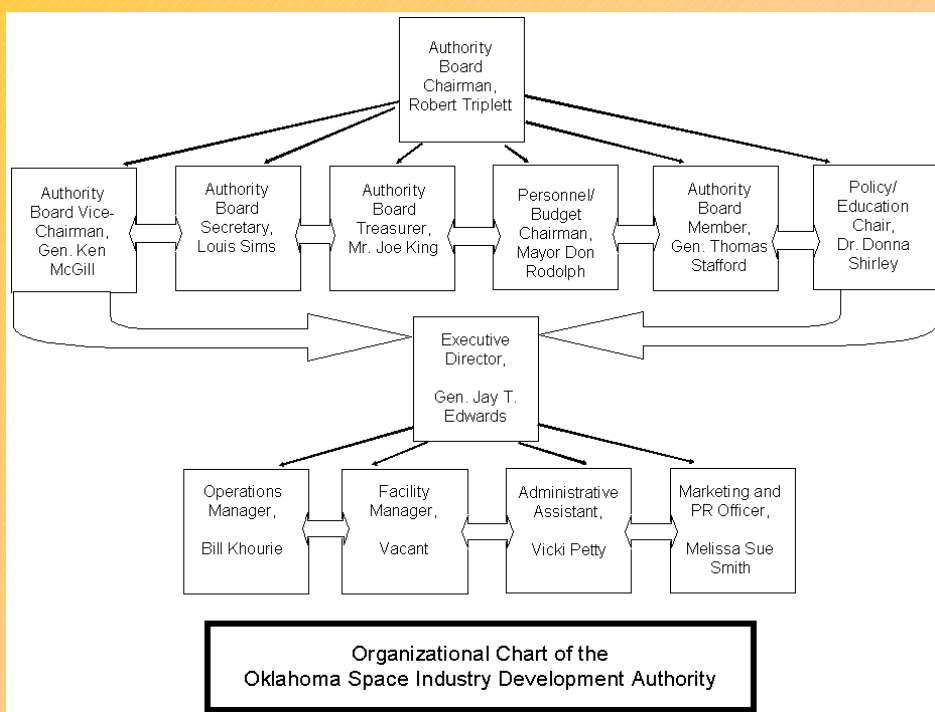 Authority
Board
Chairman,
Robert Triplett
Authority
Board Vice-
Chairman,
Gen. Ken
McGill
Authority
Board
Secretary,
Louis Sims
Authority
Board
Treasurer,
Mr. Joe King
Personnel/
Budget
Chairman,
Mayor Don
Rodolph
Authority
Board
Member,
Gen. Thomas
Stafford
Policy/
Education
Chair,
Dr. Donna
Shirley
Executive
Director,
Gen. Jay T.
Edwards
Operations
Manager,
Bill Khourie
Facility
Manager,
Vacant
Administrative
Assistant,
Vicki Petty
Marketing and
PR Officer,
Melissa Sue
Smith
Organizational Chart of the
Oklahoma Space Industry Development Authority